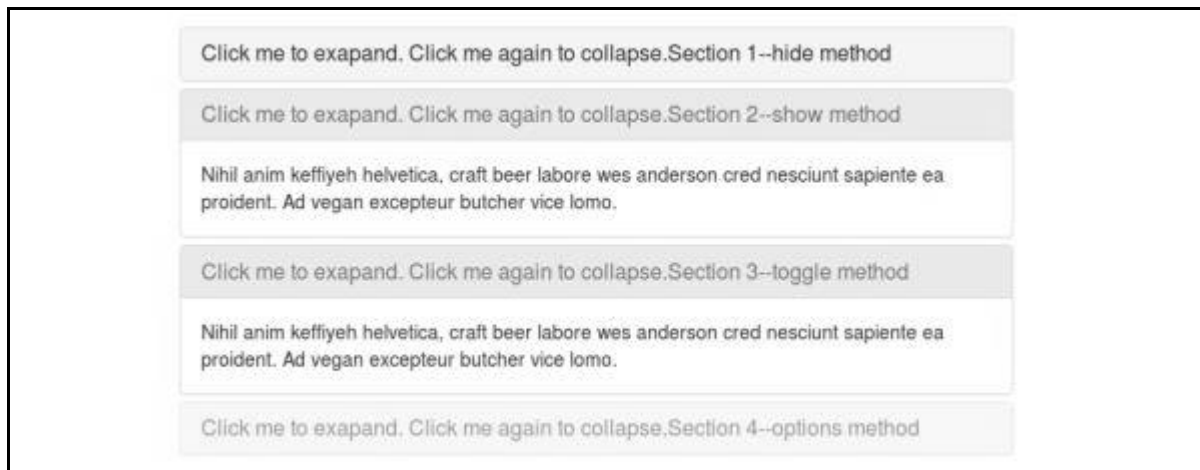 Click me to exapand. Click me again to collapse.Section 1--hide method
Click me to exapand. Click me again to collapse.Section 2--show method
Nihil anim keffiyeh helvetica, craft beer labore wes anderson cred nesciunt sapiente ea
proident. Ad vegan excepteur butcher vice lomo.
Click me to exapand. Click me again to collapse.Section 3--toggle method
Nihil anim keffiyeh helvetica, craft beer labore wes anderson cred nesciunt sapiente ea
proident. Ad vegan excepteur butcher vice lomo.
Click me to exapand. Click me again to collapse.Section 4--options method